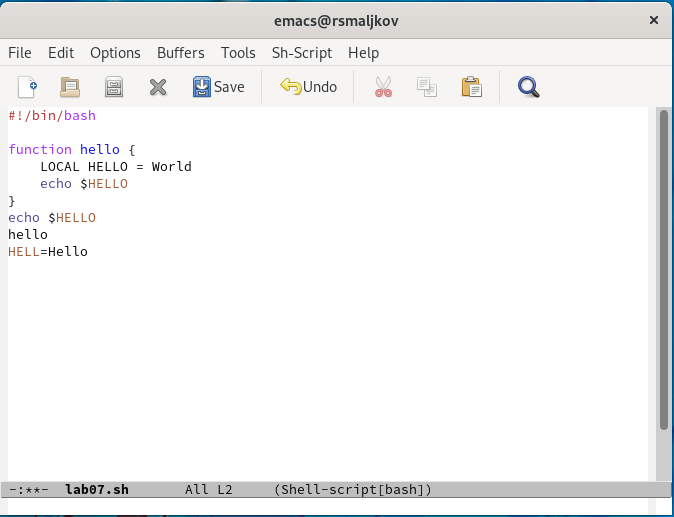 emacs@rsmaljkov ×
File Edit Options Buffers Tools Sh-Script Help
Save Undo
#!/bin/bash
function hello {
    LOCAL HELLO = World
    echo $HELLO
}
echo $HELLO
hello
HELL=Hello
-:**- lab07.sh All L2 (Shell-script[bash])